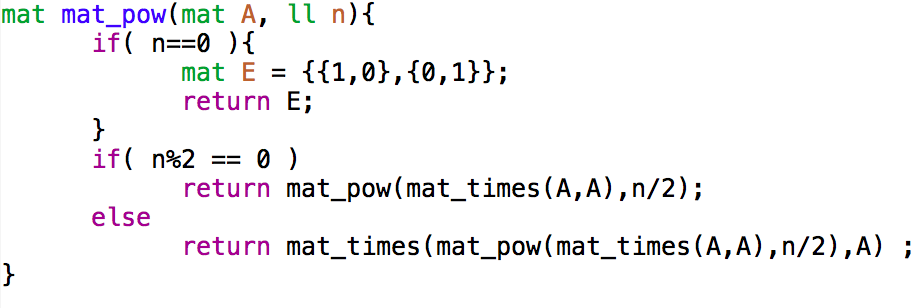 mat mat_pow(mat A, ll n){
if( n==0 ){
mat E = {{1,0},{0,1}};
return E;
}
if( n%2 == 0 )
return mat_pow(mat_times(A,A),n/2);
else
return mat_times(mat_pow(mat_times(A,A),n/2),A) ;
}